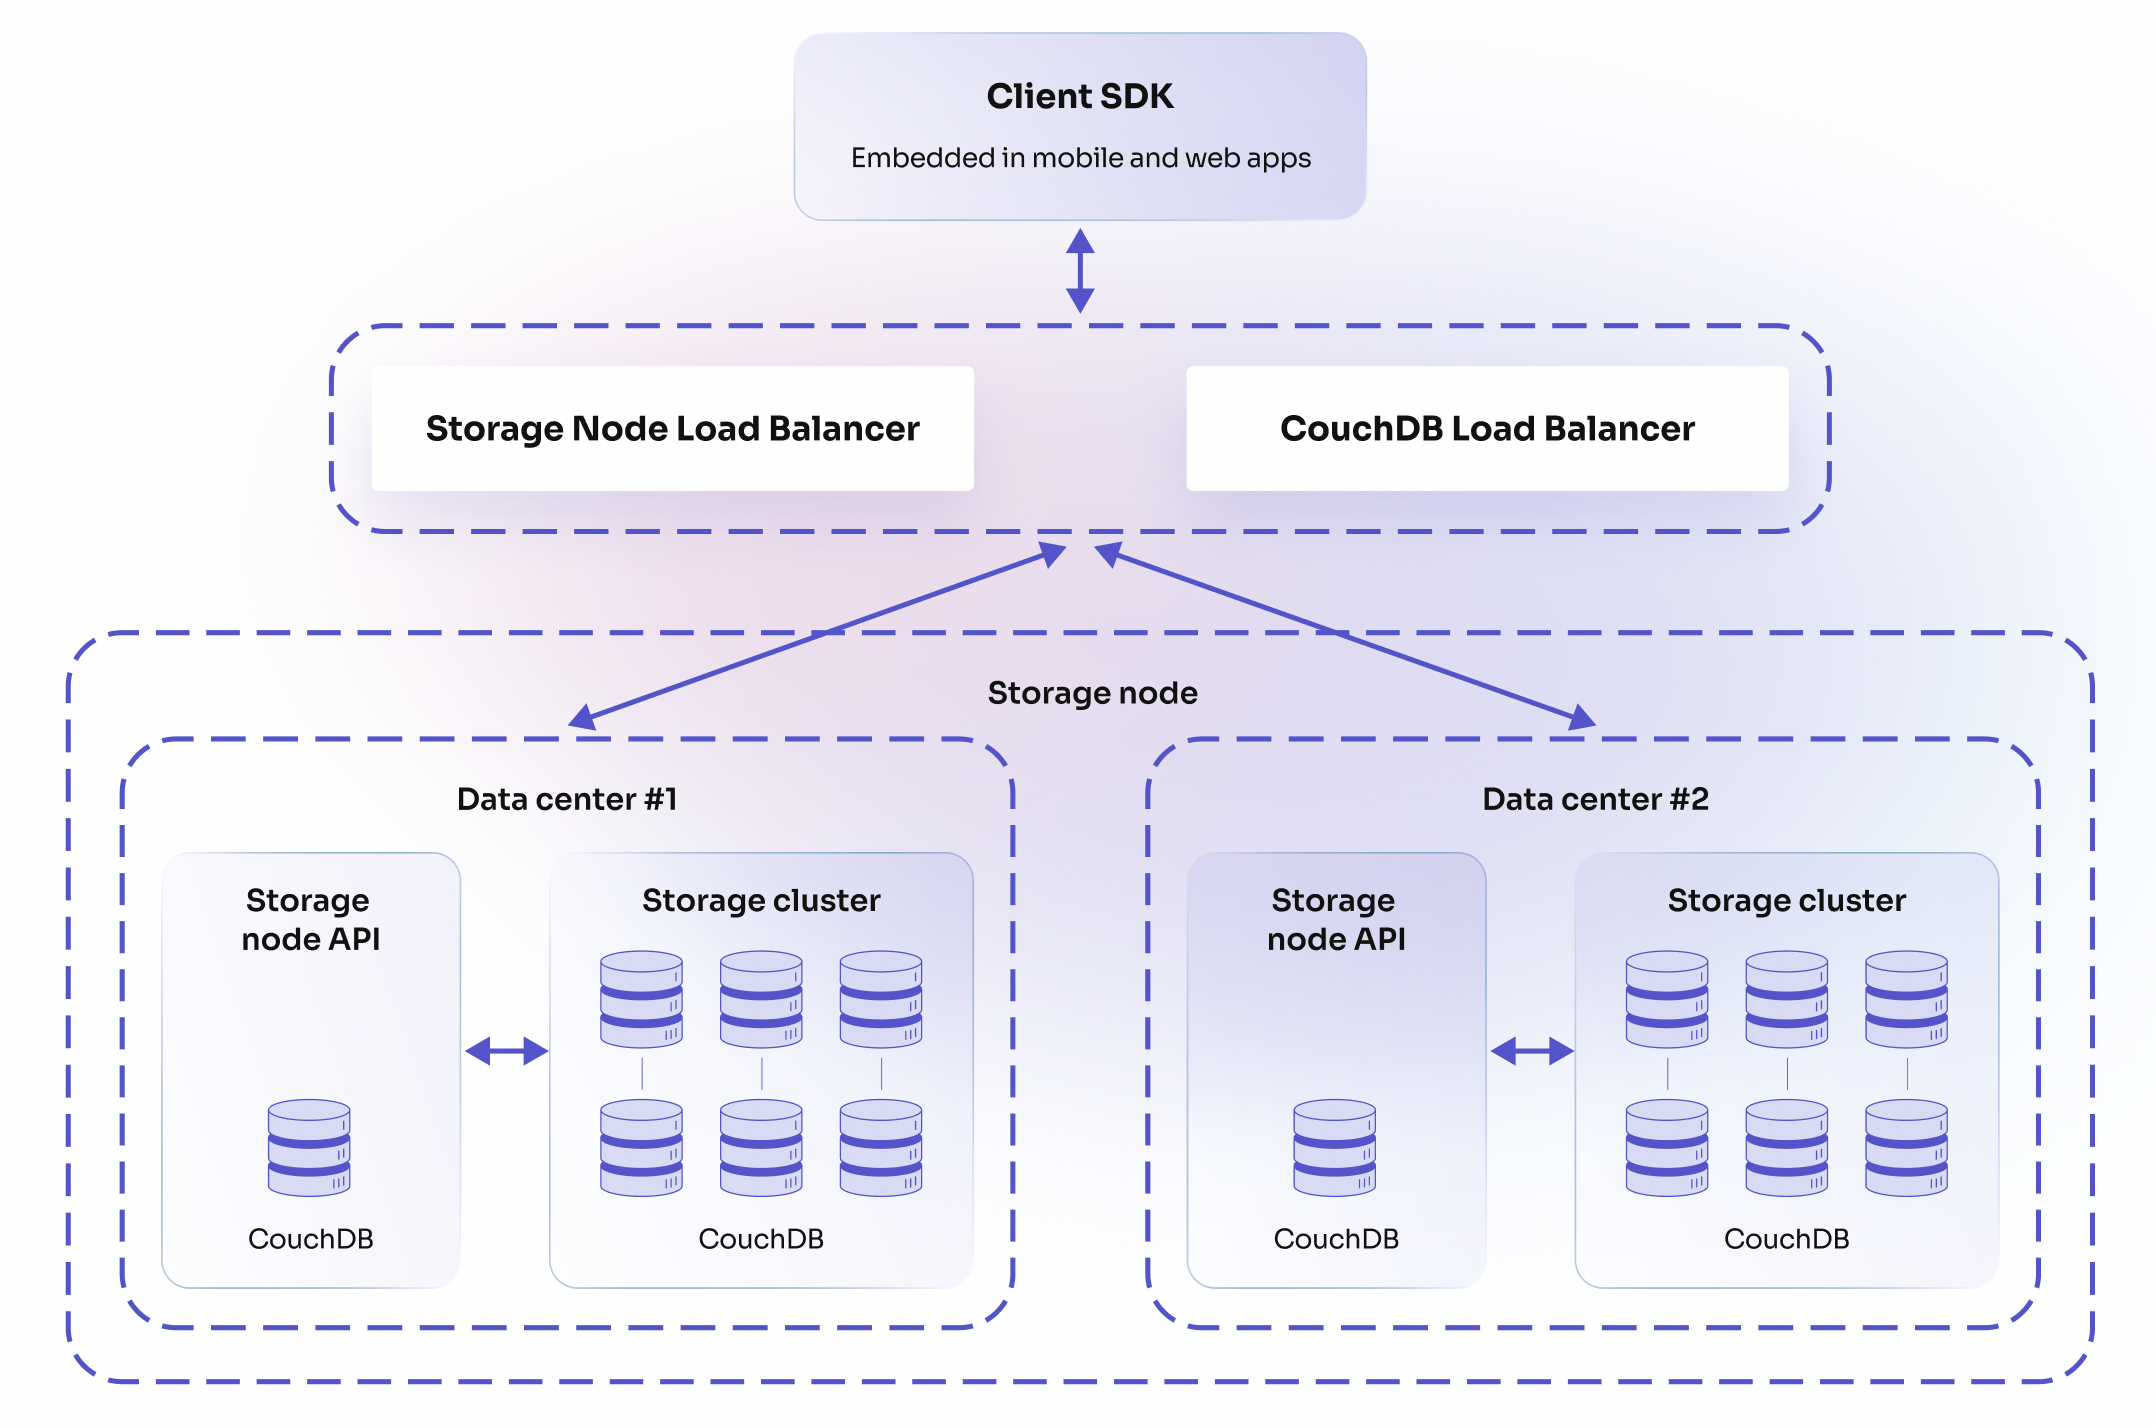 Client SDK
Embedded in mobile and web apps
Storage Node Load Balancer
CouchDB Load Balancer
Storage node
Data center #1
Storage
node API
CouchDB
Storage cluster
CouchDB
Data center #2
Storage
node API
CouchDB
Storage cluster
CouchDB